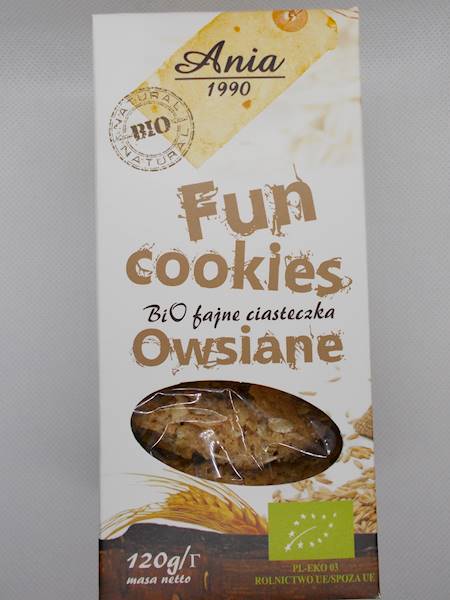 Ania
1990
NATURAL
BIO
NATURAL
Fun
cookies
BiO fajne ciasteczka
Owsiane
120g/г
masa netto
PL-EKO 03
ROLNICTWO UE/SPOZA UE